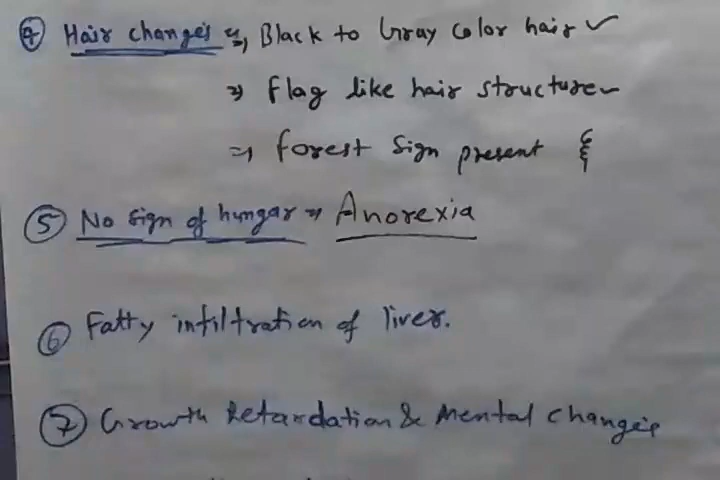 ④ Hair changes ⇒ Black to Gray color hair ✓
⇒ flag like hair structure
⇒ forest sign present
⑤ No sign of hungar ⇒ Anorexia
⑥ Fatty infiltration of liver.
⑦ Growth Retardation & Mental changes